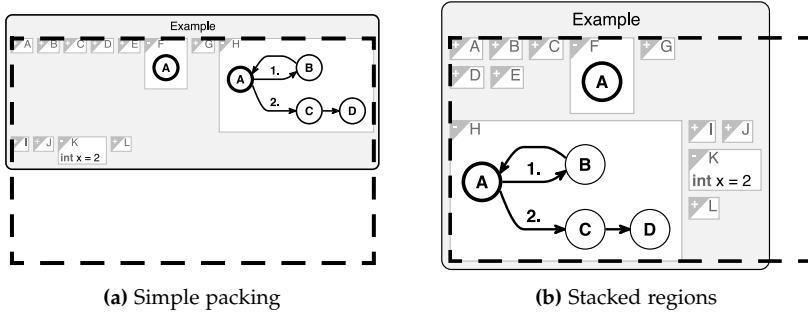 Example
+ A + B + C + D + E - F + G - H
A
A 1. B
2. C D
+ I + J - K + L
int x = 2
(a) Simple packing
Example
+ A + B + C - F + G
+ D + E A
- H + I + J
A 1. B
- K
int x = 2
2. C D
+ L
(b) Stacked regions